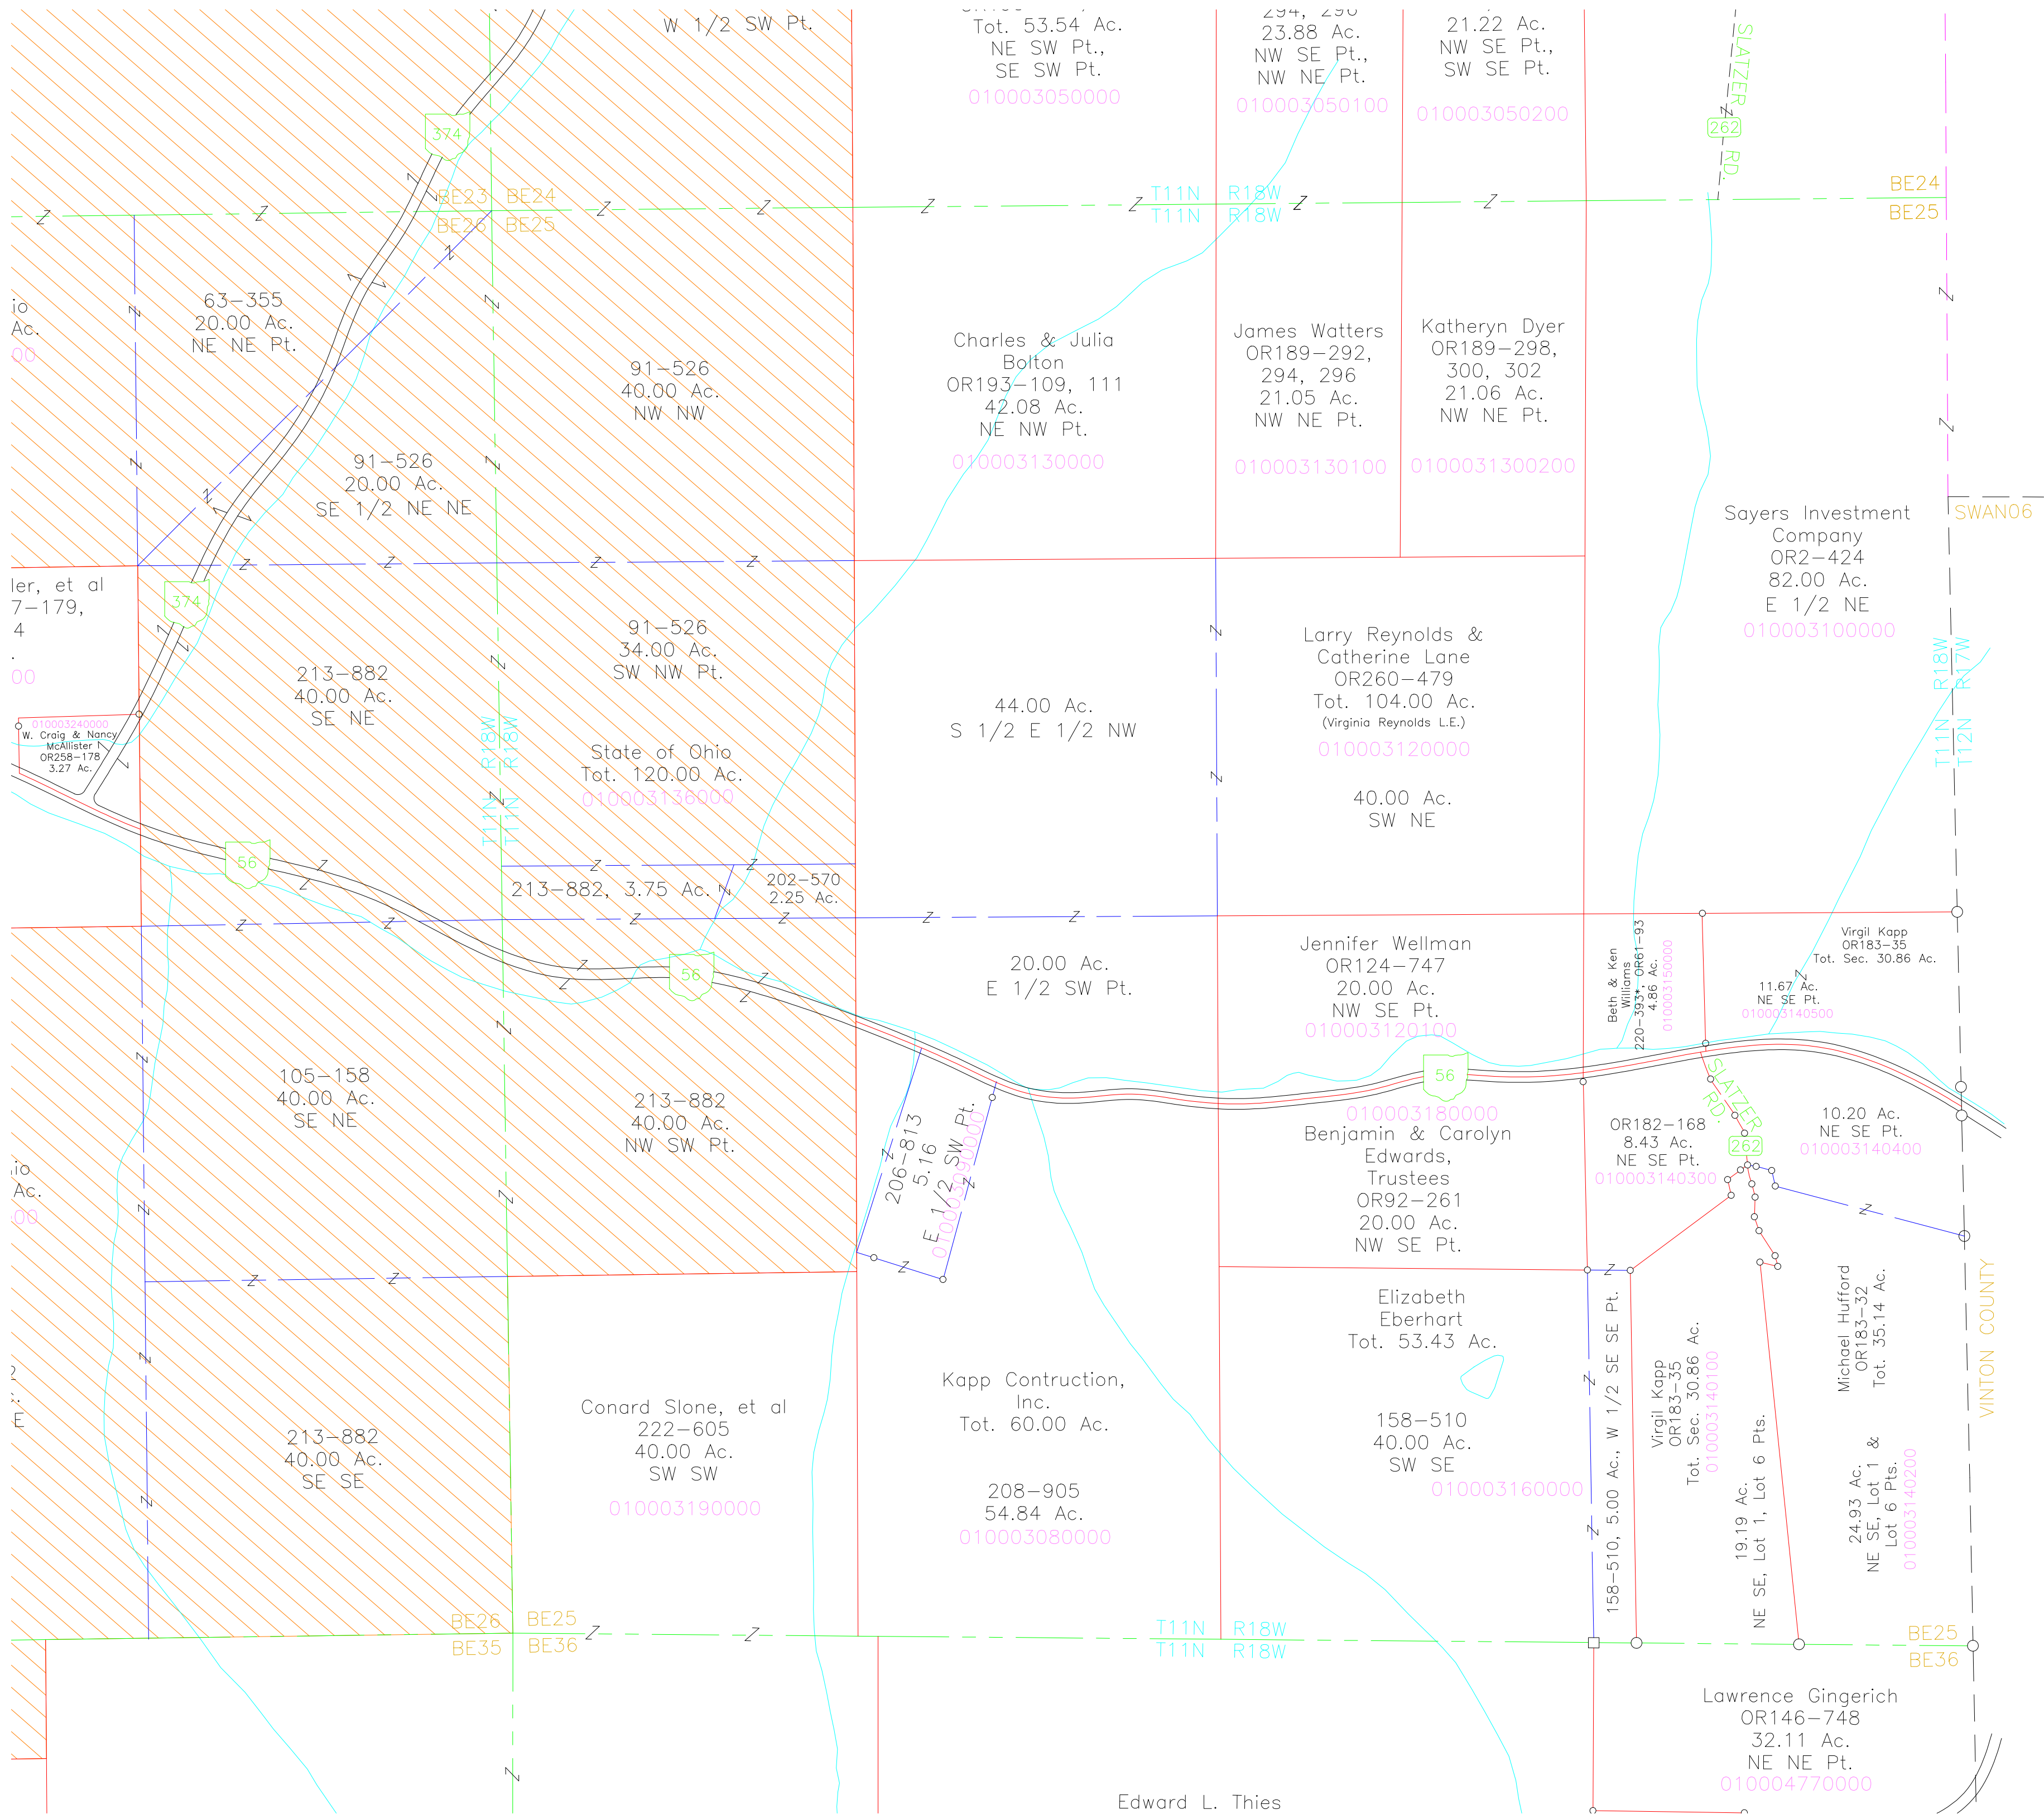 W 1/2 SW Pt.
Tot. 53.54 Ac.
NE SW Pt.,
SE SW Pt.
010003050000
294, 296
23.88 Ac.
NW SE Pt.,
NW NE Pt.
010003050100
21.22 Ac.
NW SE Pt.,
SW SE Pt.
010003050200
SLATZER RD.
262
374
BE23 BE24
BE26 BE25
T11N R18W
T11N R18W
BE24
BE25
io
Ac.
00
63-355
20.00 Ac.
NE NE Pt.
91-526
40.00 Ac.
NW NW
91-526
20.00 Ac.
SE 1/2 NE NE
Charles & Julia
Bolton
OR193-109, 111
42.08 Ac.
NE NW Pt.
010003130000
James Watters
OR189-292,
294, 296
21.05 Ac.
NW NE Pt.
010003130100
Katheryn Dyer
OR189-298,
300, 302
21.06 Ac.
NW NE Pt.
0100031300200
Sayers Investment
Company
OR2-424
82.00 Ac.
E 1/2 NE
010003100000
SWAN06
ler, et al
7-179,
4
.
00
374
010003240000
W. Craig & Nancy
McAllister
OR258-178
3.27 Ac.
213-882
40.00 Ac.
SE NE
91-526
34.00 Ac.
SW NW Pt.
State of Ohio
Tot. 120.00 Ac.
010003136000
T11N R18W
T11N R18W
44.00 Ac.
S 1/2 E 1/2 NW
Larry Reynolds &
Catherine Lane
OR260-479
Tot. 104.00 Ac.
(Virginia Reynolds L.E.)
010003120000
40.00 Ac.
SW NE
T11N R18W
T12N R17W
56
213-882, 3.75 Ac.
202-570
2.25 Ac.
56
20.00 Ac.
E 1/2 SW Pt.
Jennifer Wellman
OR124-747
20.00 Ac.
NW SE Pt.
010003120100
Beth & Ken
Williams
220-393*, OR61-93
4.86 Ac.
010003150000
Virgil Kapp
OR183-35
Tot. Sec. 30.86 Ac.
11.67 Ac.
NE SE Pt.
010003140500
105-158
40.00 Ac.
SE NE
213-882
40.00 Ac.
NW SW Pt.
206-813
5.16
E 1/2 SW Pt.
010003090000
56
010003180000
Benjamin & Carolyn
Edwards,
Trustees
OR92-261
20.00 Ac.
NW SE Pt.
SLATZER
RD.
262
OR182-168
8.43 Ac.
NE SE Pt.
010003140300
10.20 Ac.
NE SE Pt.
010003140400
io
Ac.
00
2
.
E
213-882
40.00 Ac.
SE SE
Conard Slone, et al
222-605
40.00 Ac.
SW SW
010003190000
Kapp Contruction,
Inc.
Tot. 60.00 Ac.
208-905
54.84 Ac.
010003080000
Elizabeth
Eberhart
Tot. 53.43 Ac.
158-510
40.00 Ac.
SW SE
010003160000
158-510, 5.00 Ac., W 1/2 SE SE Pt.
Virgil Kapp
OR183-35
Tot. Sec. 30.86 Ac.
010003140100
19.19 Ac.
NE SE, Lot 1, Lot 6 Pts.
Michael Hufford
OR183-32
Tot. 35.14 Ac.
24.93 Ac.
NE SE, Lot 1 &
Lot 6 Pts.
010003140200
VINTON COUNTY
BE26 BE25
BE35 BE36
T11N R18W
T11N R18W
BE25
BE36
Lawrence Gingerich
OR146-748
32.11 Ac.
NE NE Pt.
010004770000
Edward L. Thies